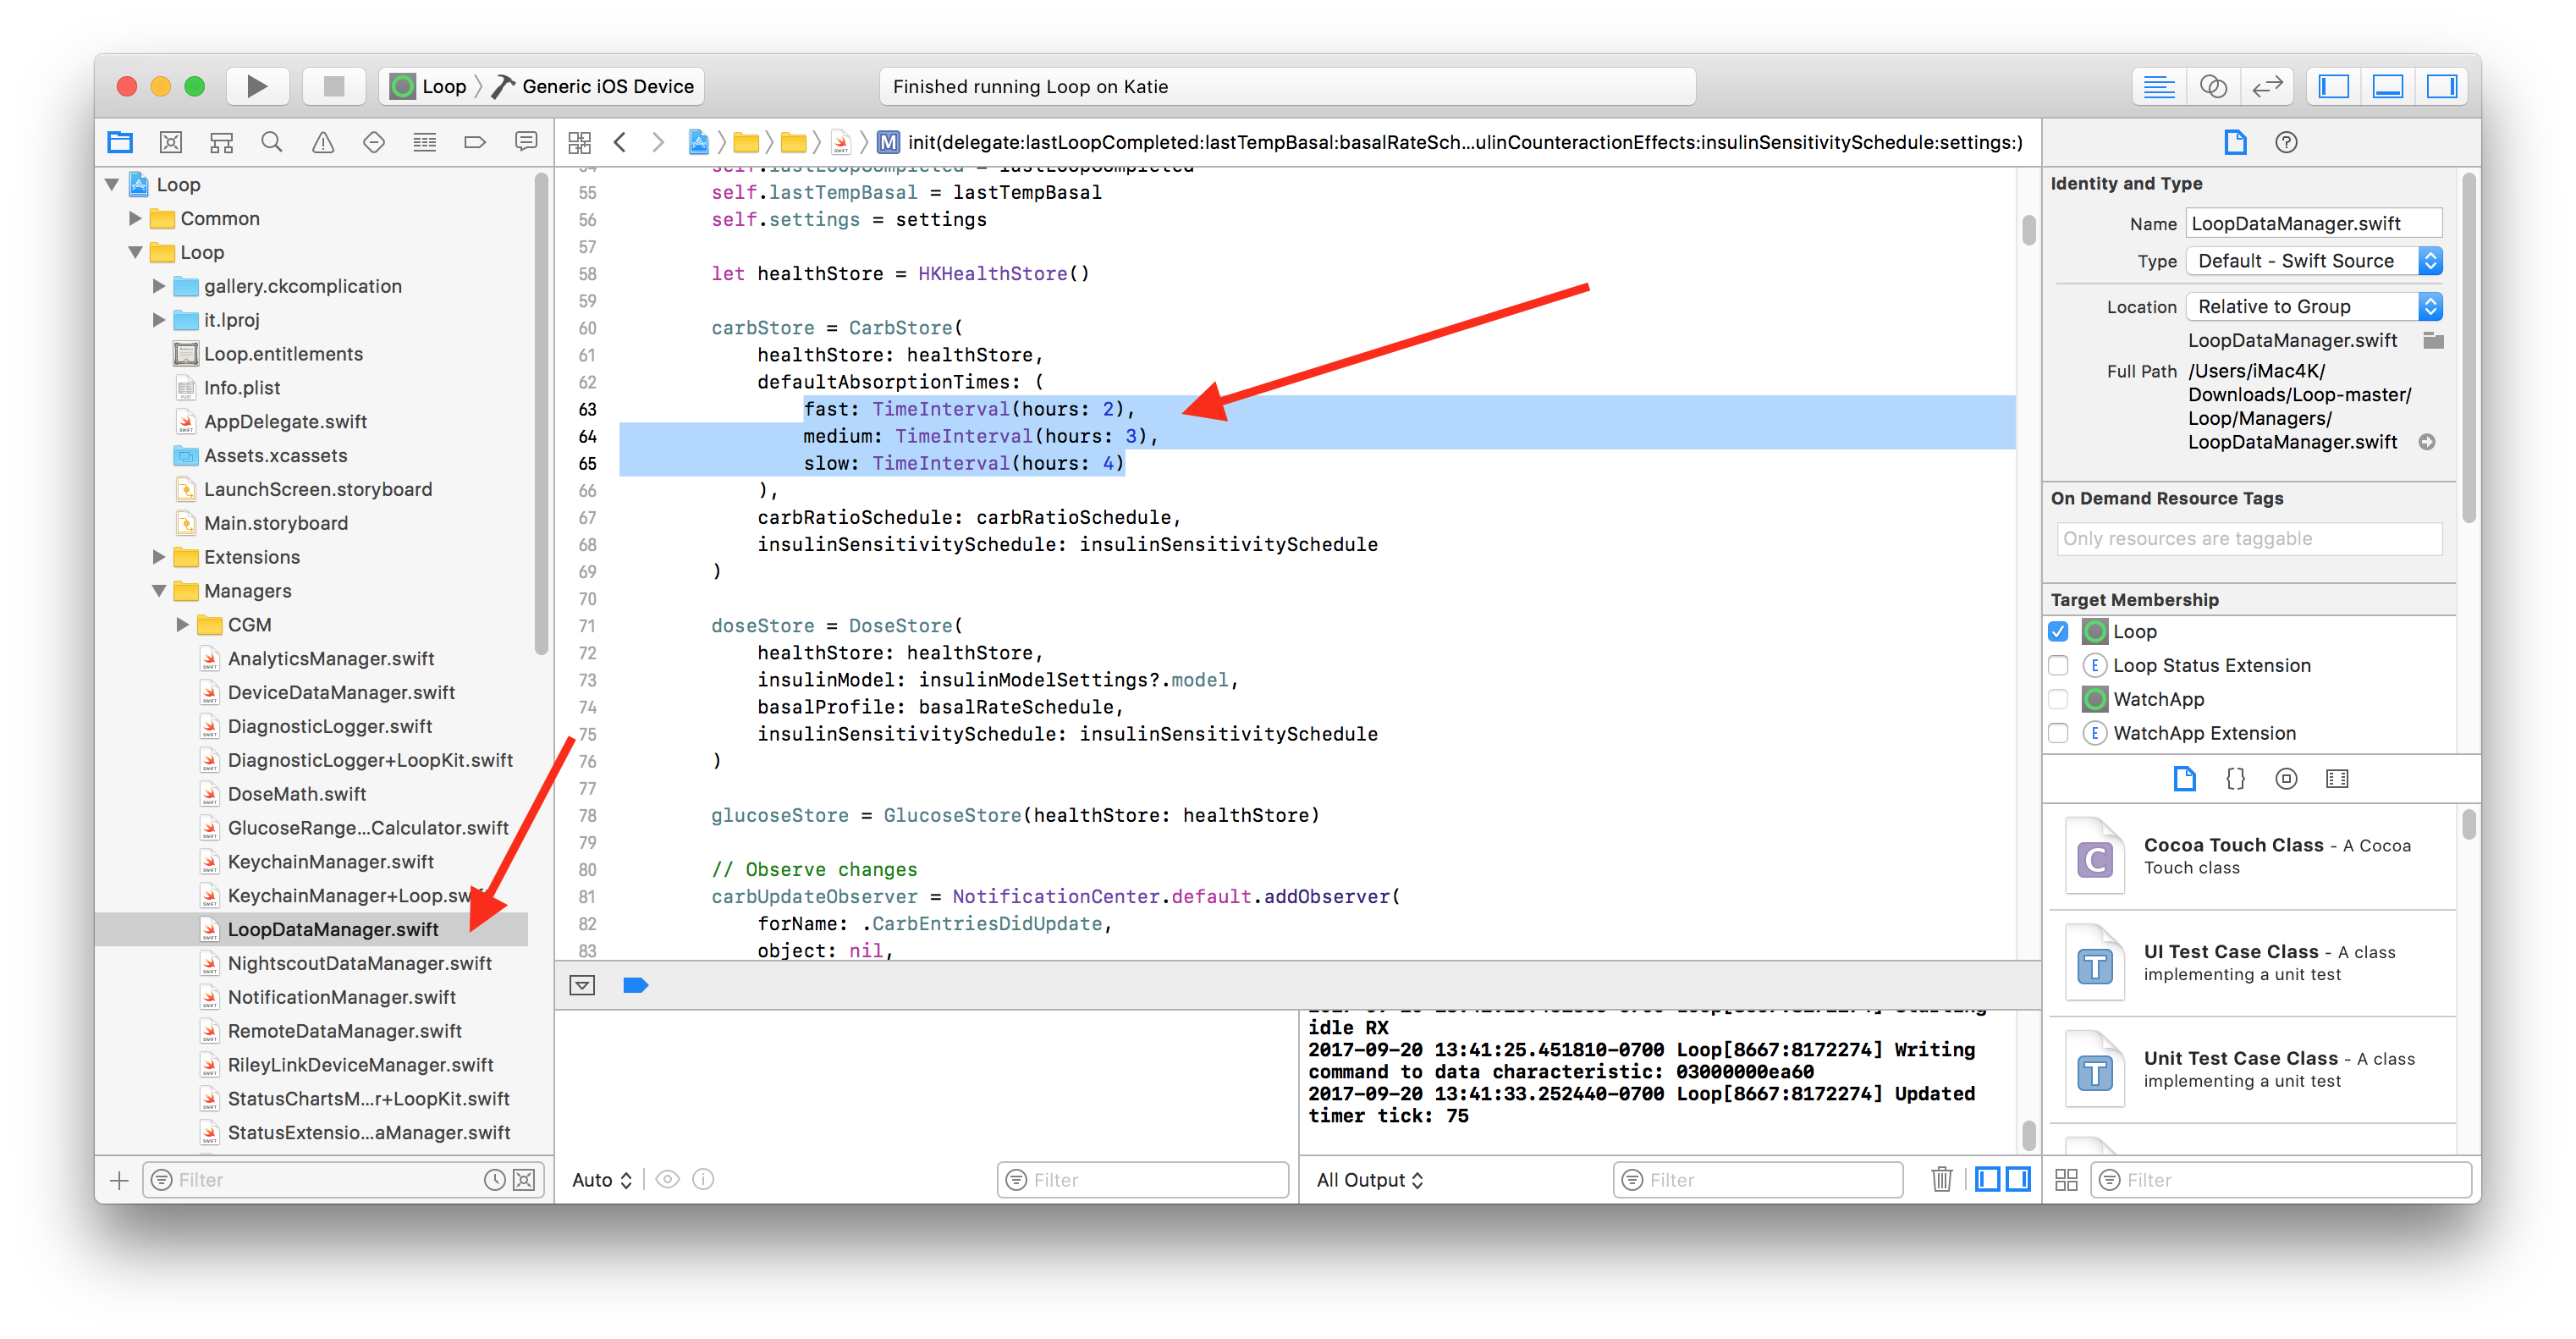 Loop
Generic iOS Device
Finished running Loop on Katie
M
init(delegate:lastLoopCompleted:lastTempBasal:basalRateSch...ulinCounteractionEffects:insulinSensitivitySchedule:settings:)
Loop
Common
Loop
gallery.ckcomplication
it.lproj
Loop.entitlements
Info.plist
AppDelegate.swift
Assets.xcassets
LaunchScreen.storyboard
Main.storyboard
Extensions
Managers
CGM
AnalyticsManager.swift
DeviceDataManager.swift
DiagnosticLogger.swift
DiagnosticLogger+LoopKit.swift
DoseMath.swift
GlucoseRange...Calculator.swift
KeychainManager.swift
KeychainManager+Loop.swift
LoopDataManager.swift
NightscoutDataManager.swift
NotificationManager.swift
RemoteDataManager.swift
RileyLinkDeviceManager.swift
StatusChartsM...r+LoopKit.swift
StatusExtensio...aManager.swift
Filter
54 self.lastLoopCompleted = lastLoopCompleted
55 self.lastTempBasal = lastTempBasal
56 self.settings = settings
57
58 let healthStore = HKHealthStore()
59
60 carbStore = CarbStore(
61 healthStore: healthStore,
62 defaultAbsorptionTimes: (
63 fast: TimeInterval(hours: 2),
64 medium: TimeInterval(hours: 3),
65 slow: TimeInterval(hours: 4)
66 ),
67 carbRatioSchedule: carbRatioSchedule,
68 insulinSensitivitySchedule: insulinSensitivitySchedule
69 )
70
71 doseStore = DoseStore(
72 healthStore: healthStore,
73 insulinModel: insulinModelSettings?.model,
74 basalProfile: basalRateSchedule,
75 insulinSensitivitySchedule: insulinSensitivitySchedule
76 )
77
78 glucoseStore = GlucoseStore(healthStore: healthStore)
79
80 // Observe changes
81 carbUpdateObserver = NotificationCenter.default.addObserver(
82 forName: .CarbEntriesDidUpdate,
83 object: nil,
Auto
Filter
idle RX
2017-09-20 13:41:25.451810-0700 Loop[8667:8172274] Writing
command to data characteristic: 03000000ea60
2017-09-20 13:41:33.252440-0700 Loop[8667:8172274] Updated
timer tick: 75
All Output
Filter
Identity and Type
Name LoopDataManager.swift
Type Default - Swift Source
Location Relative to Group
LoopDataManager.swift
Full Path /Users/iMac4K/
Downloads/Loop-master/
Loop/Managers/
LoopDataManager.swift
On Demand Resource Tags
Only resources are taggable
Target Membership
Loop
E Loop Status Extension
WatchApp
E WatchApp Extension
C
Cocoa Touch Class - A Cocoa
Touch class
T
UI Test Case Class - A class
implementing a unit test
T
Unit Test Case Class - A class
implementing a unit test
Filter